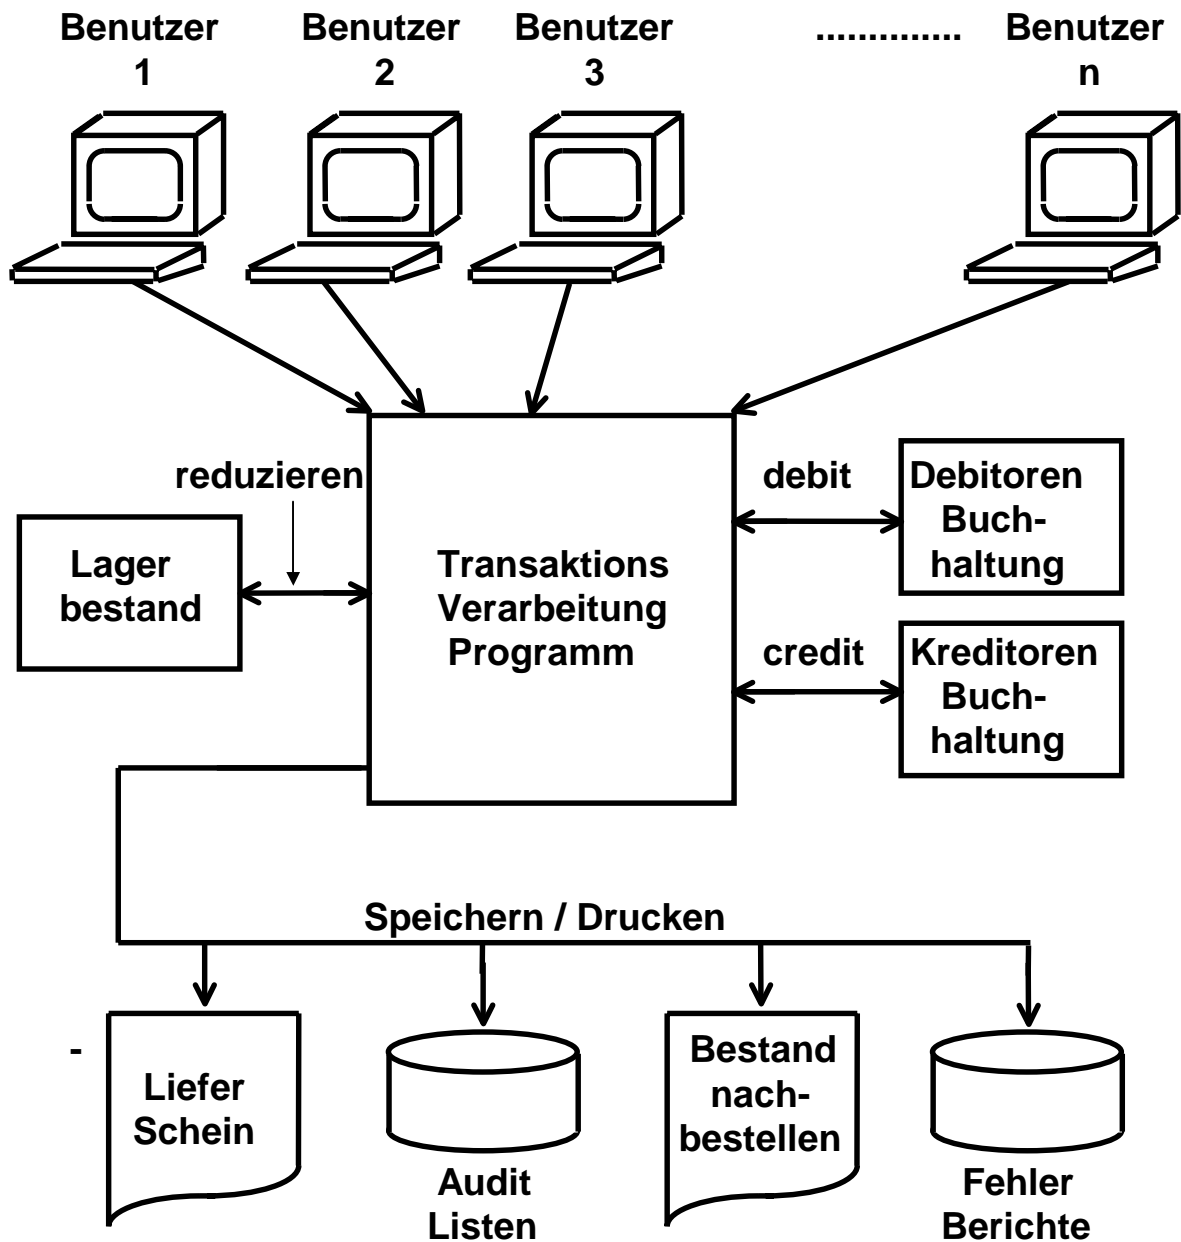 Benutzer Benutzer Benutzer .............. Benutzer
1 2 3 n
reduzieren
debit
Debitoren
Buch-
haltung
Lager
bestand
Transaktions
Verarbeitung
Programm
credit
Kreditoren
Buch-
haltung
Speichern / Drucken
-
Liefer
Schein
Audit
Listen
Bestand
nach-
bestellen
Fehler
Berichte